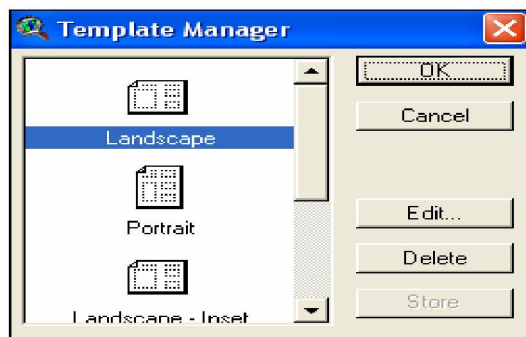 Template Manager
OK
Landscape
Cancel
Portrait
Edit...
Delete
Landscape - Inset
Store